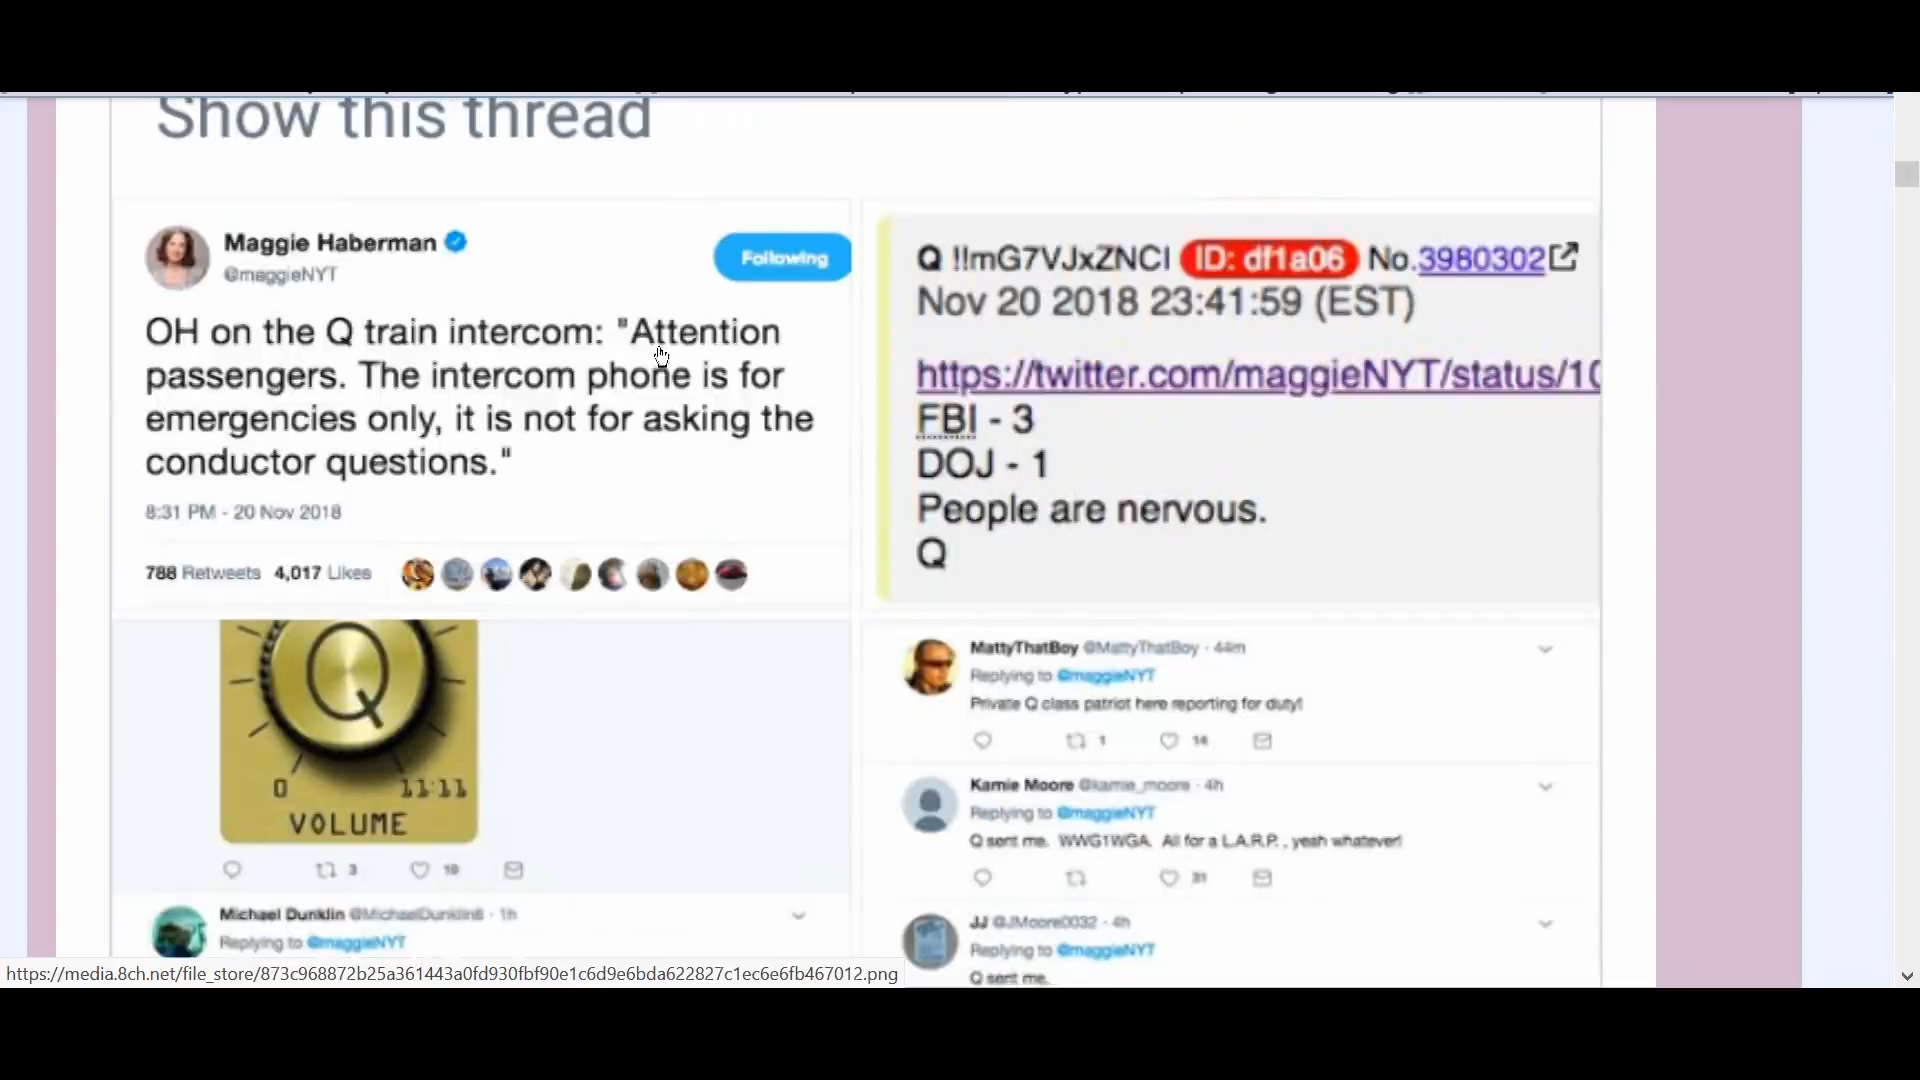 Show this thread
Maggie Haberman
@maggieNYT
Following
OH on the Q train intercom: "Attention
passengers. The intercom phone is for
emergencies only, it is not for asking the
conductor questions."
8:31 PM - 20 Nov 2018
788 Retweets 4,017 Likes
Q !!mG7VJxZNCI ID: df1a06 No.3980302
Nov 20 2018 23:41:59 (EST)
https://twitter.com/maggieNYT/status/10
FBI - 3
DOJ - 1
People are nervous.
Q
Q
0 11:11
VOLUME
3 19
Michael Dunklin @MichaelDunklin8 · 1h
Replying to @maggieNYT
MattyThatBoy @MattyThatBoy · 44m
Replying to @maggieNYT
Private Q class patriot here reporting for duty!
1 14
Kamie Moore @kamie_moore · 4h
Replying to @maggieNYT
Q sent me. WWG1WGA. All for a L.A.R.P. , yeah whatever!
31
JJ @JMoore0032 · 4h
Replying to @maggieNYT
Q sent me.
https://media.8ch.net/file_store/873c968872b25a361443a0fd930fbf90e1c6d9e6bda622827c1ec6e6fb467012.png